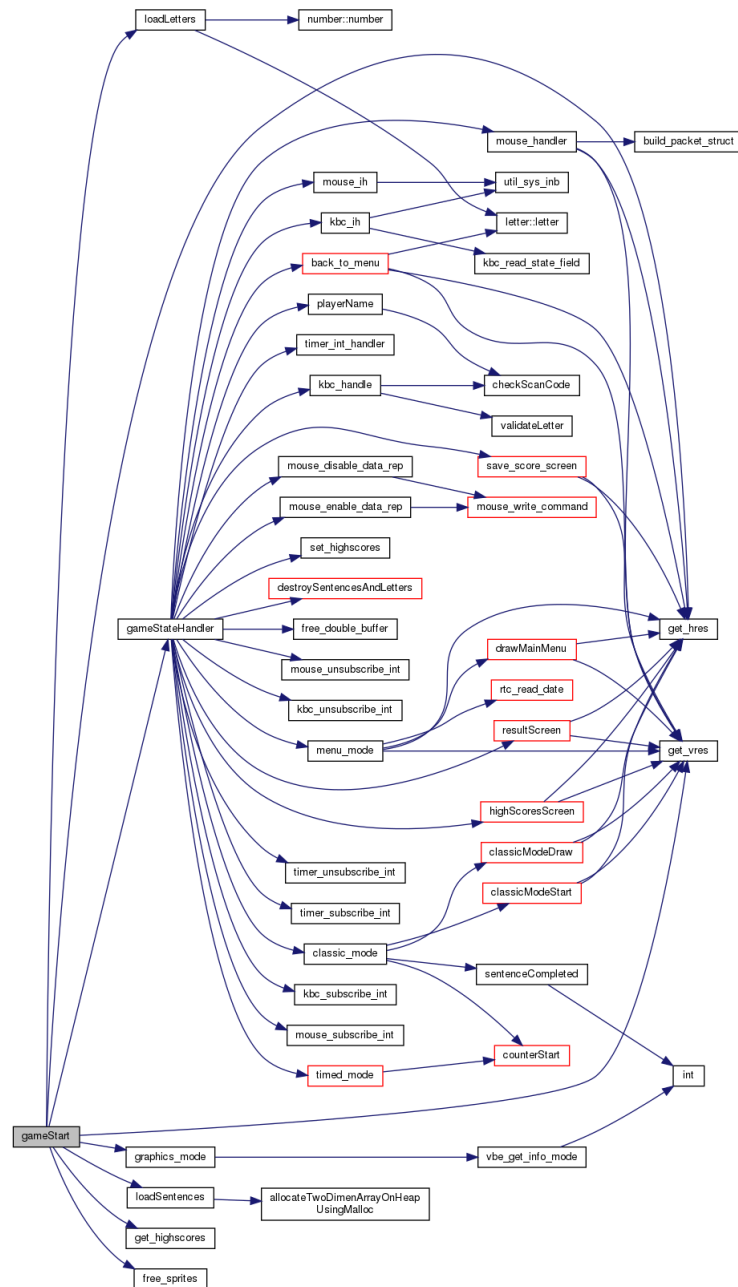 loadLetters
number::number
mouse_handler
build_packet_struct
mouse_ih
util_sys_inb
kbc_ih
letter::letter
back_to_menu
kbc_read_state_field
playerName
timer_int_handler
kbc_handle
checkScanCode
validateLetter
mouse_disable_data_rep
save_score_screen
mouse_enable_data_rep
mouse_write_command
set_highscores
destroySentencesAndLetters
gameStateHandler
free_double_buffer
get_hres
mouse_unsubscribe_int
drawMainMenu
rtc_read_date
kbc_unsubscribe_int
resultScreen
menu_mode
get_vres
highScoresScreen
classicModeDraw
timer_unsubscribe_int
classicModeStart
timer_subscribe_int
classic_mode
sentenceCompleted
kbc_subscribe_int
mouse_subscribe_int
counterStart
timed_mode
int
gameStart
graphics_mode
vbe_get_info_mode
loadSentences
allocateTwoDimenArrayOnHeap
UsingMalloc
get_highscores
free_sprites